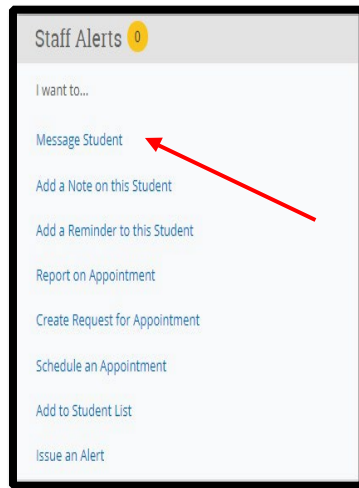 Staff Alerts 0
I want to...
Message Student
Add a Note on this Student
Add a Reminder to this Student
Report on Appointment
Create Request for Appointment
Schedule an Appointment
Add to Student List
Issue an Alert